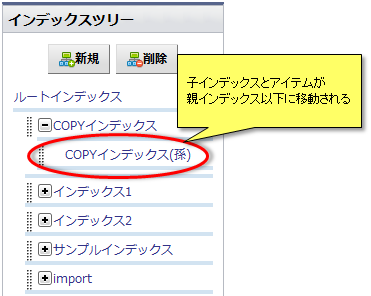 インデックスツリー
新規
削除
子インデックスとアイテムが
親インデックス以下に移動される
ルートインデックス
COPYインデックス
COPYインデックス(孫)
インデックス1
インデックス2
サンプルインデックス
import